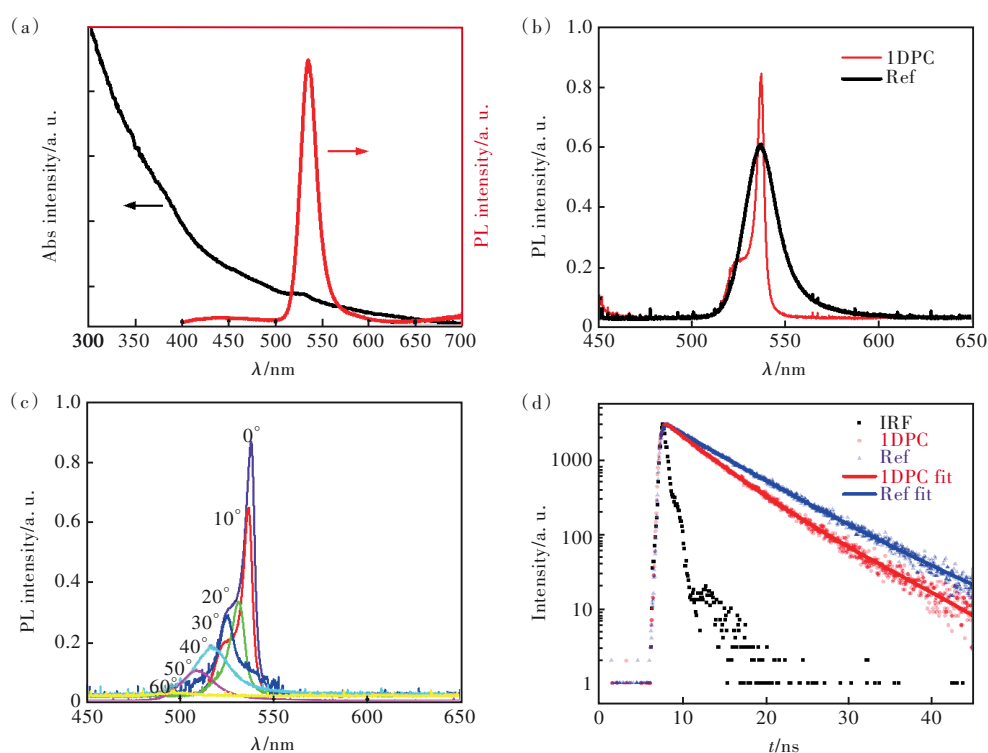 (a)
Abs intensity/a. u.
PL intensity/a. u.
300 350 400 450 500 550 600 650 700
λ/nm
(b)
1.0
0.8
0.6
0.4
0.2
0
PL intensity/a. u.
1DPC
Ref
450 500 550 600 650
λ/nm
(c)
1.0
0.8
0.6
0.4
0.2
0
PL intensity/a. u.
0°
10°
20°
30°
40°
50°
60°
450 500 550 600 650
λ/nm
(d)
1000
100
10
1
Intensity/a. u.
IRF
1DPC
Ref
1DPC fit
Ref fit
0 10 20 30 40
t/ns